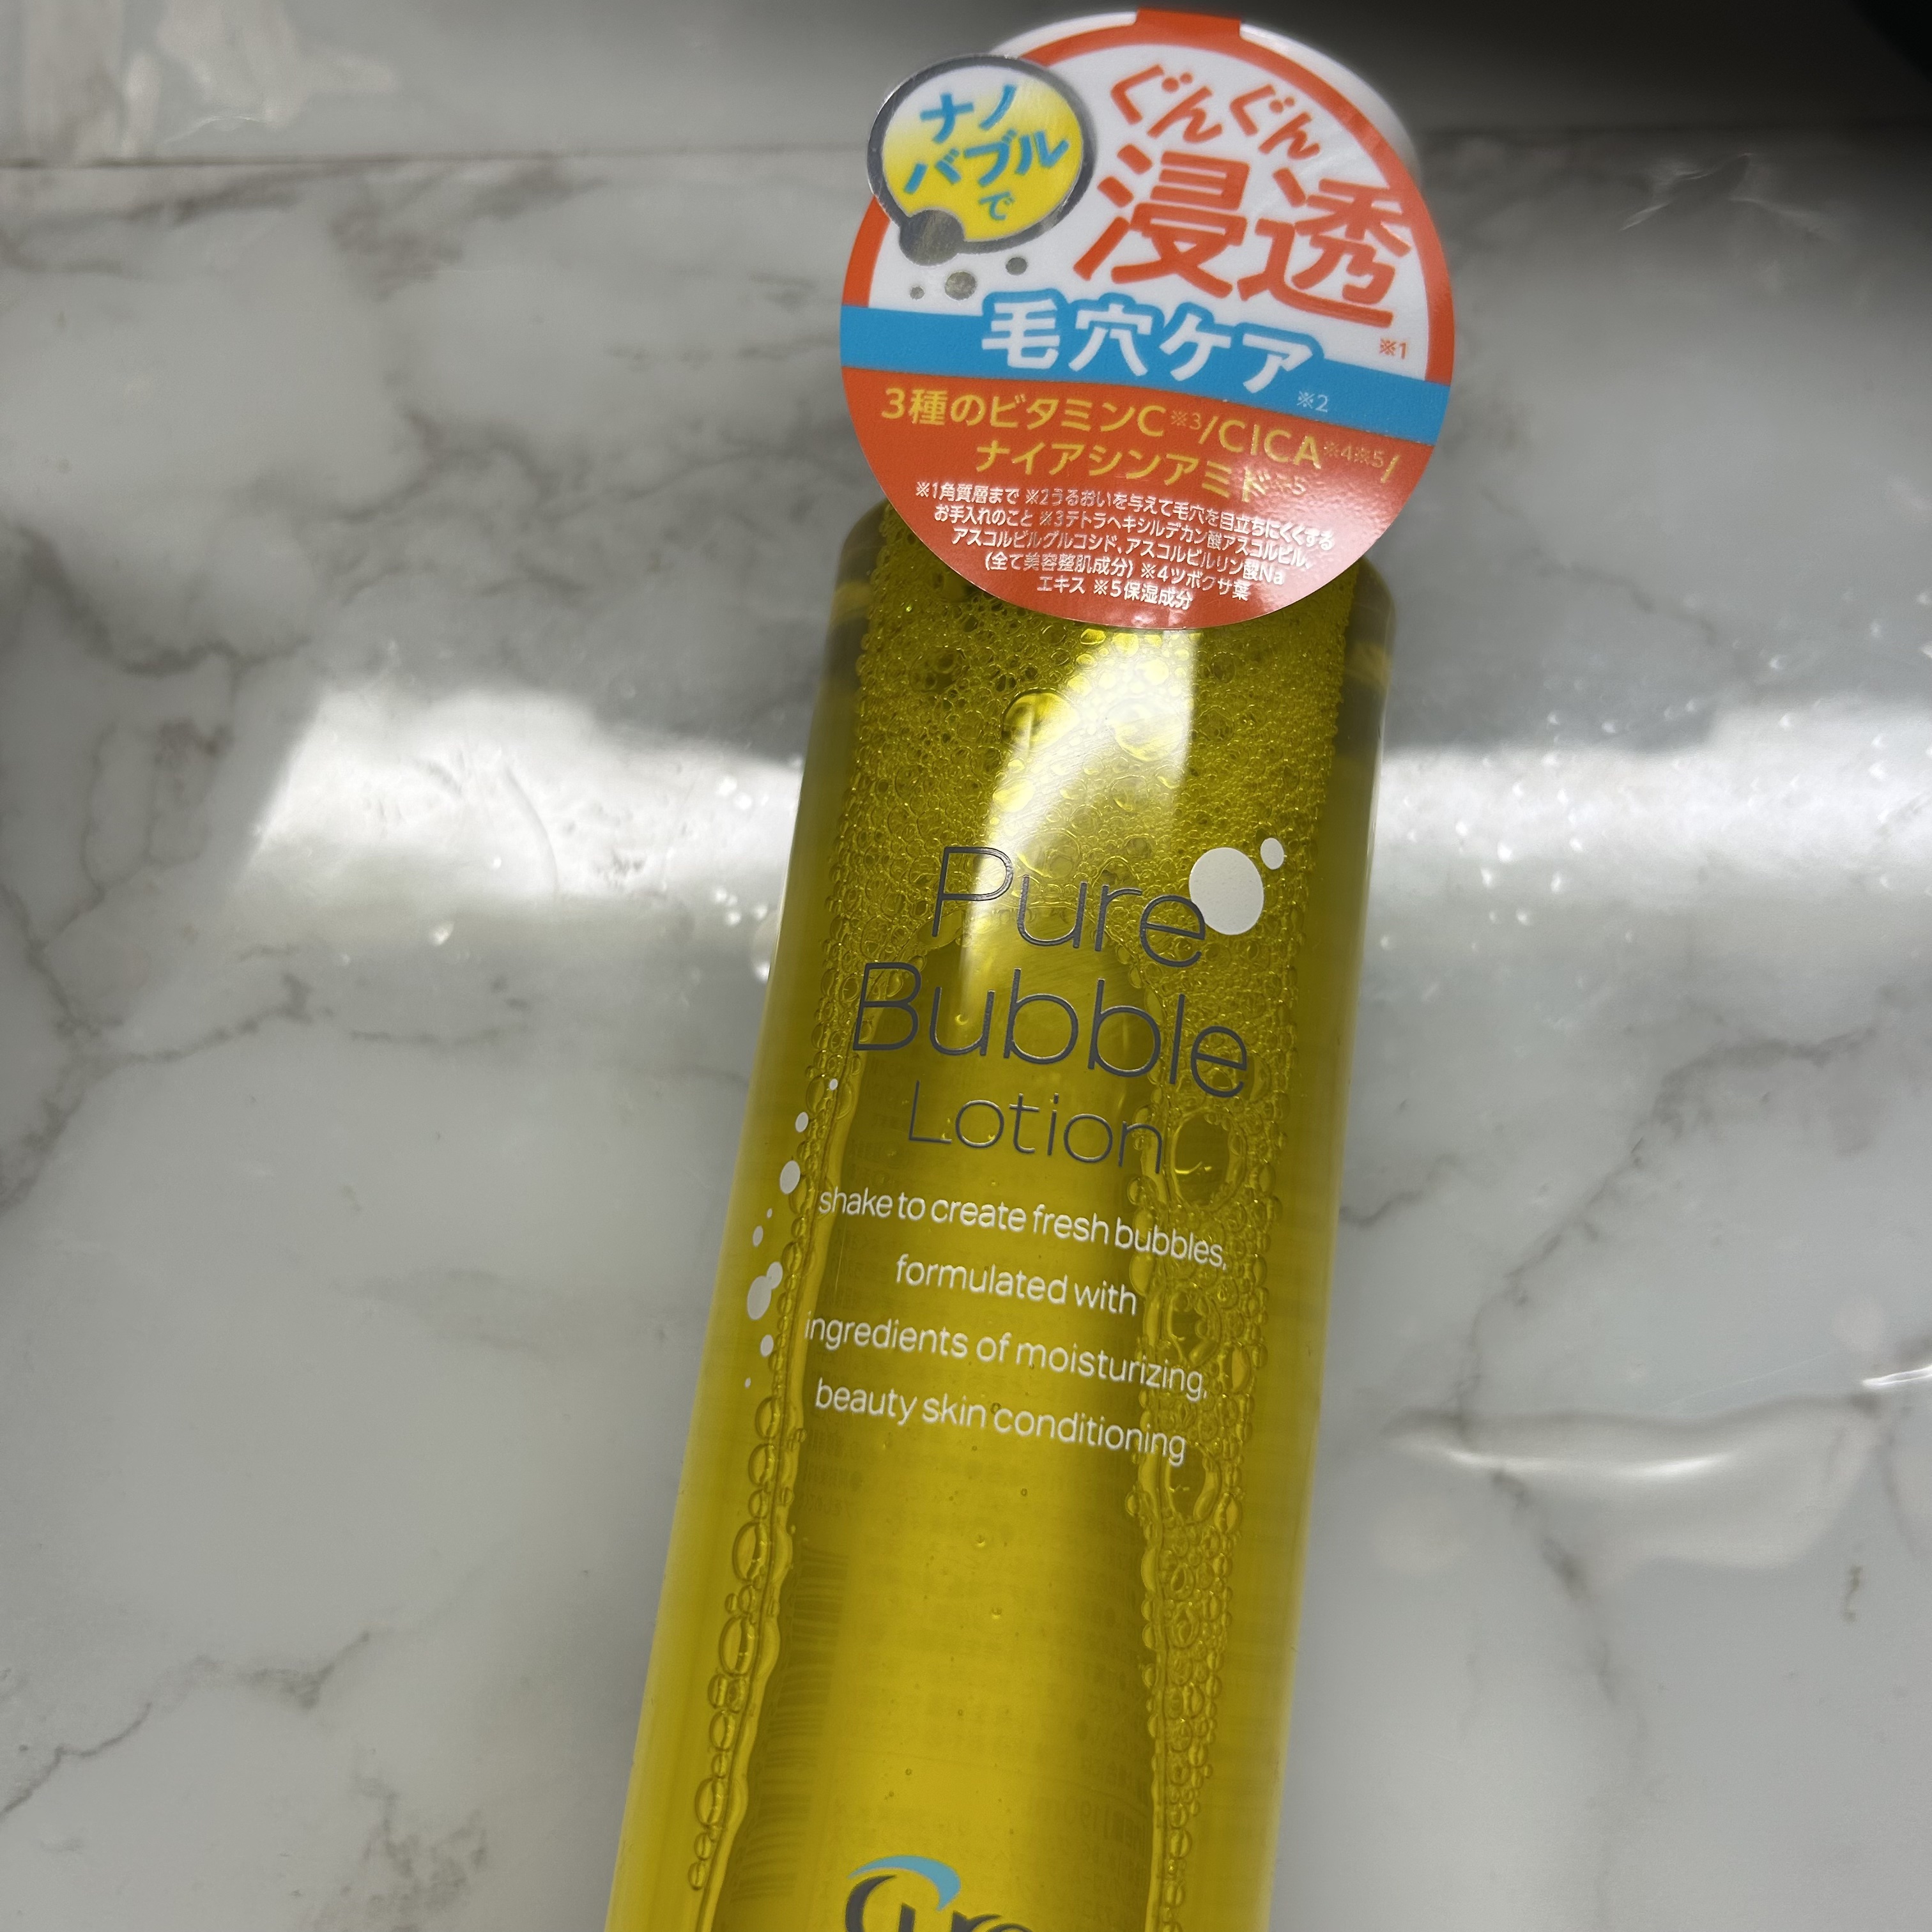 ナノ
バブル
で
ぐんぐん
浸透
※1
毛穴ケア※2
3種のビタミンC※3/CICA※4※5/
ナイアシンアミド※5
※1角質層まで ※2うるおいを与えて毛穴を目立ちにくくする
お手入れのこと ※3テトラヘキシルデカン酸アスコルビル、
アスコルビルグルコシド、アスコルビルリン酸Na
(全て美容整肌成分) ※4ツボクサ葉
エキス ※5保湿成分
Pure
Bubble
Lotion
shake to create fresh bubbles,
formulated with
ingredients of moisturizing,
beauty skin conditioning
Cure